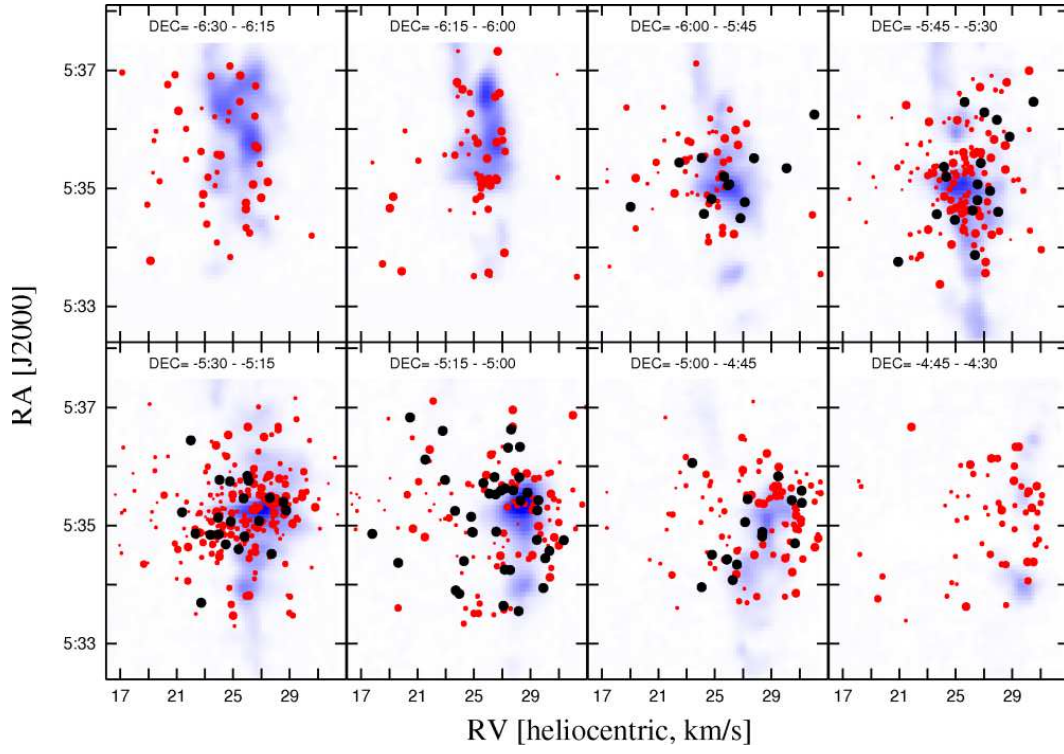 DEC= -6:30 - -6:15
DEC= -6:15 - -6:00
DEC= -6:00 - -5:45
DEC= -5:45 - -5:30
5:37
5:35
5:33
DEC= -5:30 - -5:15
DEC= -5:15 - -5:00
DEC= -5:00 - -4:45
DEC= -4:45 - -4:30
5:37
5:35
5:33
RA [J2000]
17 21 25 29 17 21 25 29 17 21 25 29 17 21 25 29
RV [heliocentric, km/s]